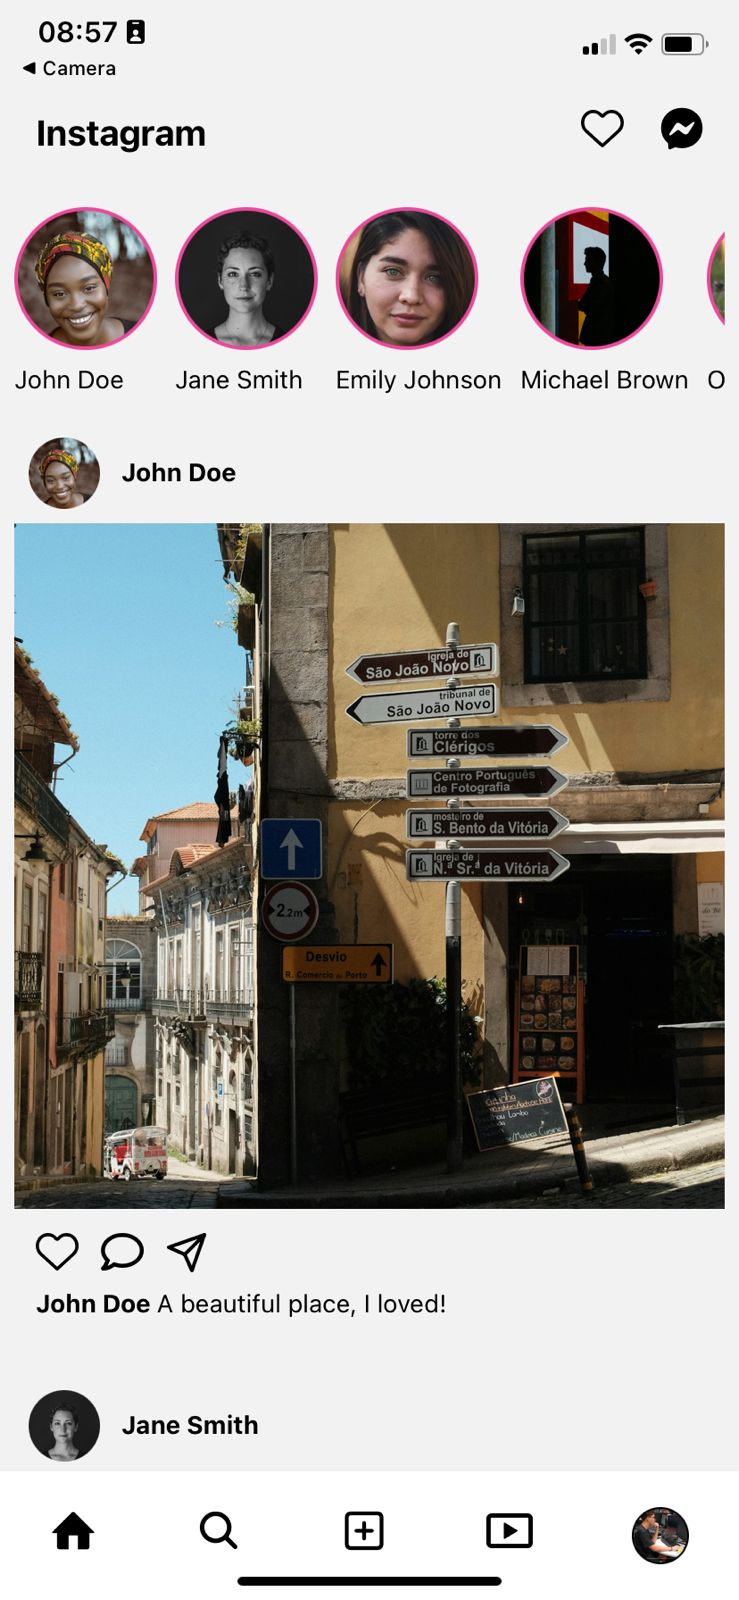 08:57
Camera
Instagram
John Doe
Jane Smith
Emily Johnson
Michael Brown
O
John Doe
igreja de
São João Novo
tribunal de
São João Novo
torre dos
Clérigos
Centro Português
de Fotografia
mosteiro de
S. Bento da Vitória
Igreja de
N.ª Sr.ª da Vitória
2.2m
Desvio
R. Comercio do Porto
John Doe A beautiful place, I loved!
Jane Smith